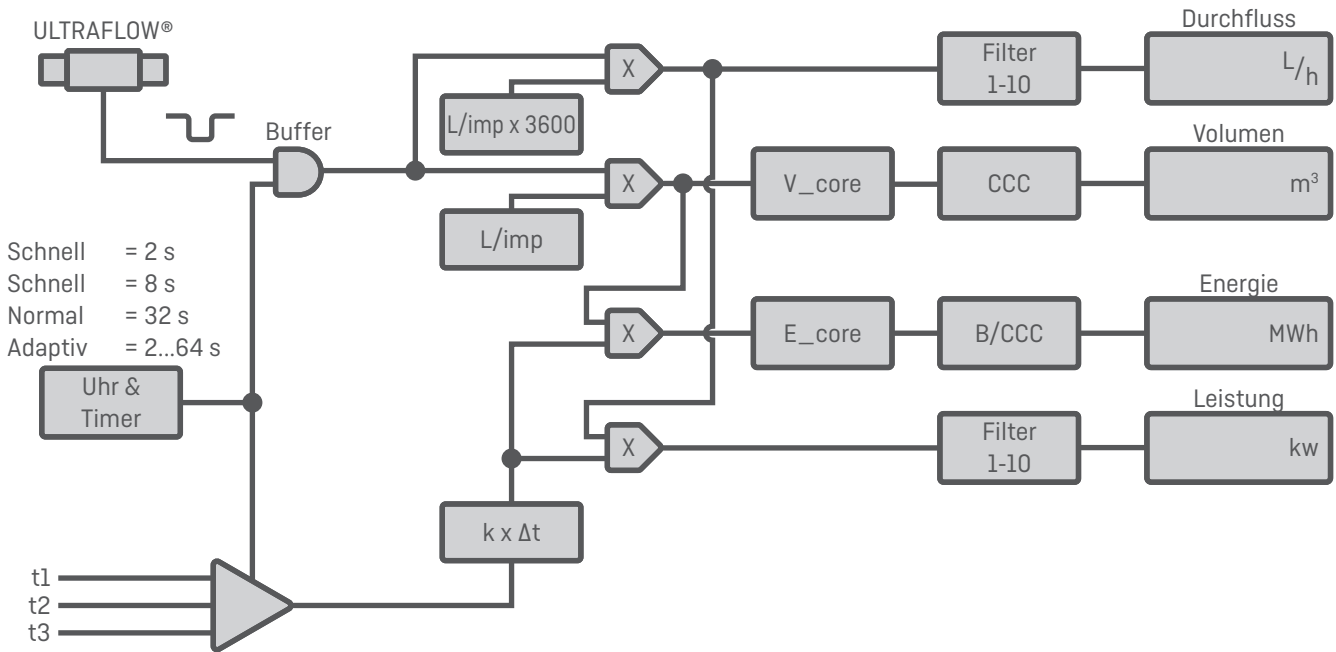 ULTRAFLOW®
Buffer
Schnell = 2 s
Schnell = 8 s
Normal = 32 s
Adaptiv = 2...64 s
Uhr &
Timer
t1
t2
t3
X
L/imp x 3600
X
L/imp
X
X
k x Δt
V_core
E_core
Filter
1-10
CCC
B/CCC
Filter
1-10
Durchfluss
L/h
Volumen
m³
Energie
MWh
Leistung
kw